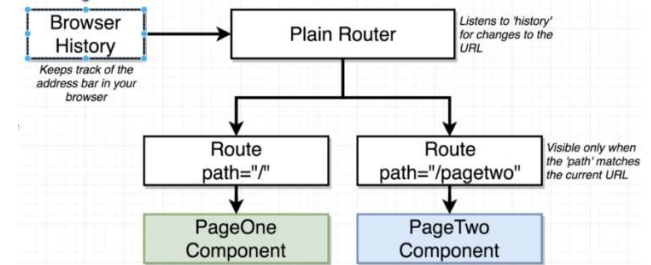 Browser
History
Keeps track of the
address bar in your
browser
Plain Router
Listens to 'history'
for changes to the
URL
Route
path="/"
Route
path="/pagetwo"
Visible only when
the 'path' matches
the current URL
PageOne
Component
PageTwo
Component